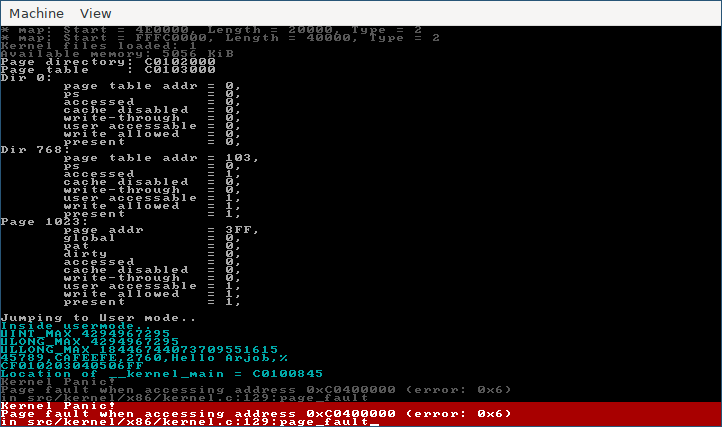 Machine View
* map: Start = 4E0000, Length = 20000, Type = 2
* map: Start = FFFC0000, Length = 40000, Type = 2
Kernel files loaded: 1
Available memory: 5056 KiB
Page directory: C0102000
Page table    : C0103000
Dir 0:
page table addr = 0,
ps              = 0,
accessed        = 0,
cache disabled  = 0,
write-through   = 0,
user accessable = 0,
write allowed   = 0,
present         = 0,
Dir 768:
page table addr = 103,
ps              = 0,
accessed        = 1,
cache disabled  = 0,
write-through   = 0,
user accessable = 1,
write allowed   = 1,
present         = 1,
Page 1023:
page addr       = 3FF,
global          = 0,
pat             = 0,
dirty           = 0,
accessed        = 0,
cache disabled  = 0,
write-through   = 0,
user accessable = 1,
write allowed   = 1,
present         = 1,
Jumping to User mode..
Inside usermode..
UINT_MAX 4294967295
ULONG_MAX 4294967295
ULLONG_MAX 18446744073709551615
45789,CAFEEFE,2760,Hello Arjob,%
CF010203040506FF
Location of __kernel_main = C0100845
Kernel Panic!
Page fault when accessing address 0xC0400000 (error: 0x6)
in src/kernel/x86/kernel.c:129:page_fault
Kernel Panic!
Page fault when accessing address 0xC0400000 (error: 0x6)
in src/kernel/x86/kernel.c:129:page_fault_